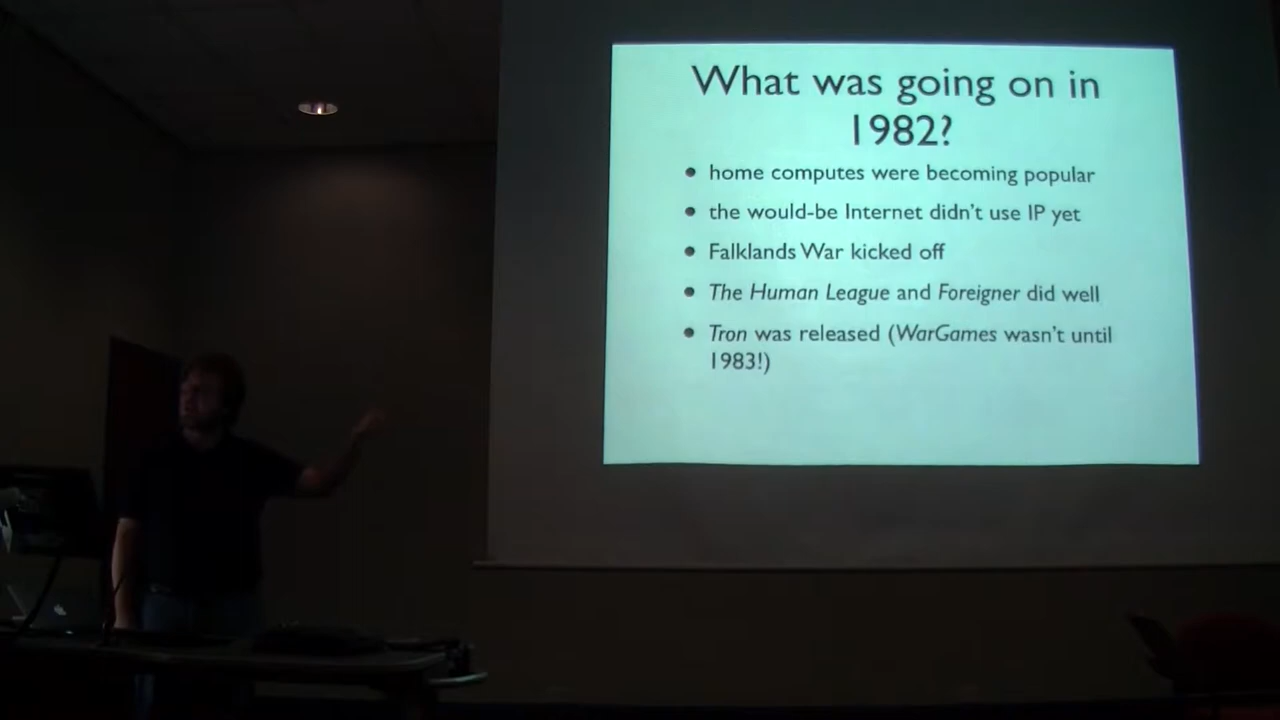 What was going on in
1982?
• home computes were becoming popular
• the would-be Internet didn't use IP yet
• Falklands War kicked off
• The Human League and Foreigner did well
• Tron was released (WarGames wasn't until
1983!)